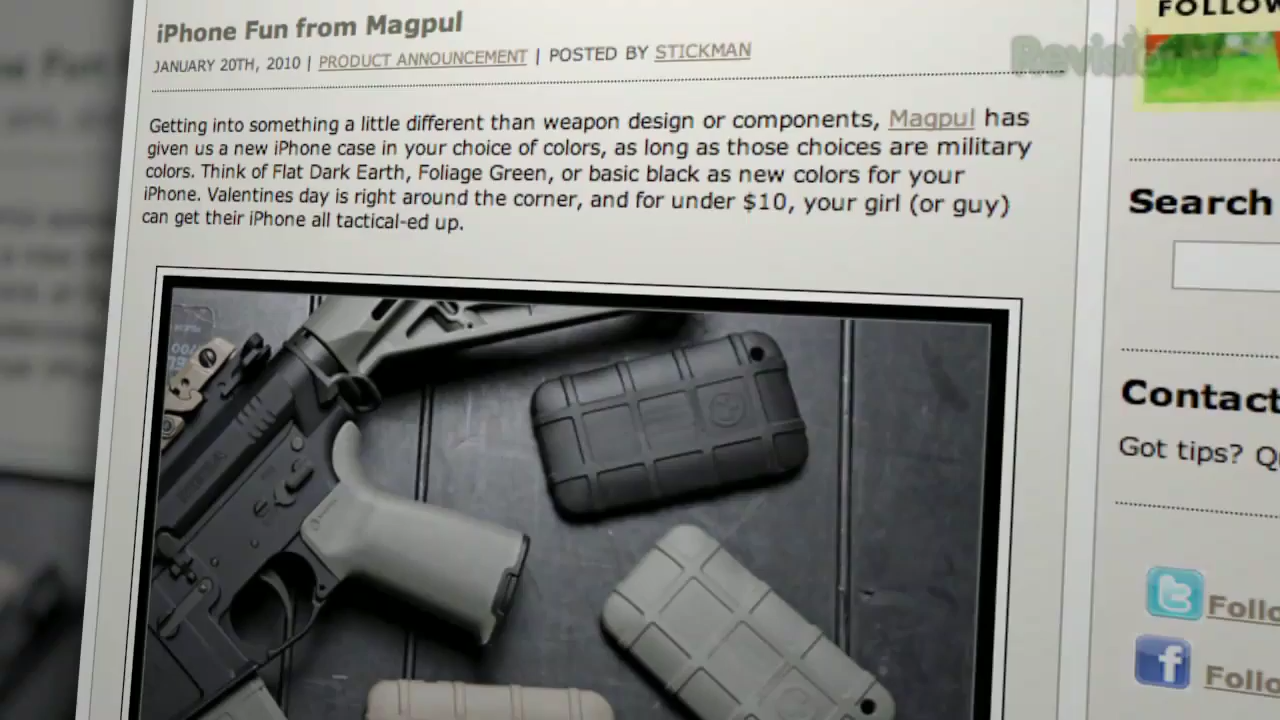 iPhone Fun from Magpul
JANUARY 20TH, 2010 | PRODUCT ANNOUNCEMENT | POSTED BY STICKMAN
Getting into something a little different than weapon design or components, Magpul has
given us a new iPhone case in your choice of colors, as long as those choices are military
colors. Think of Flat Dark Earth, Foliage Green, or basic black as new colors for your
iPhone. Valentines day is right around the corner, and for under $10, your girl (or guy)
can get their iPhone all tactical-ed up.
FOLLOW
Search
Contact
Got tips?
Follo
Follo